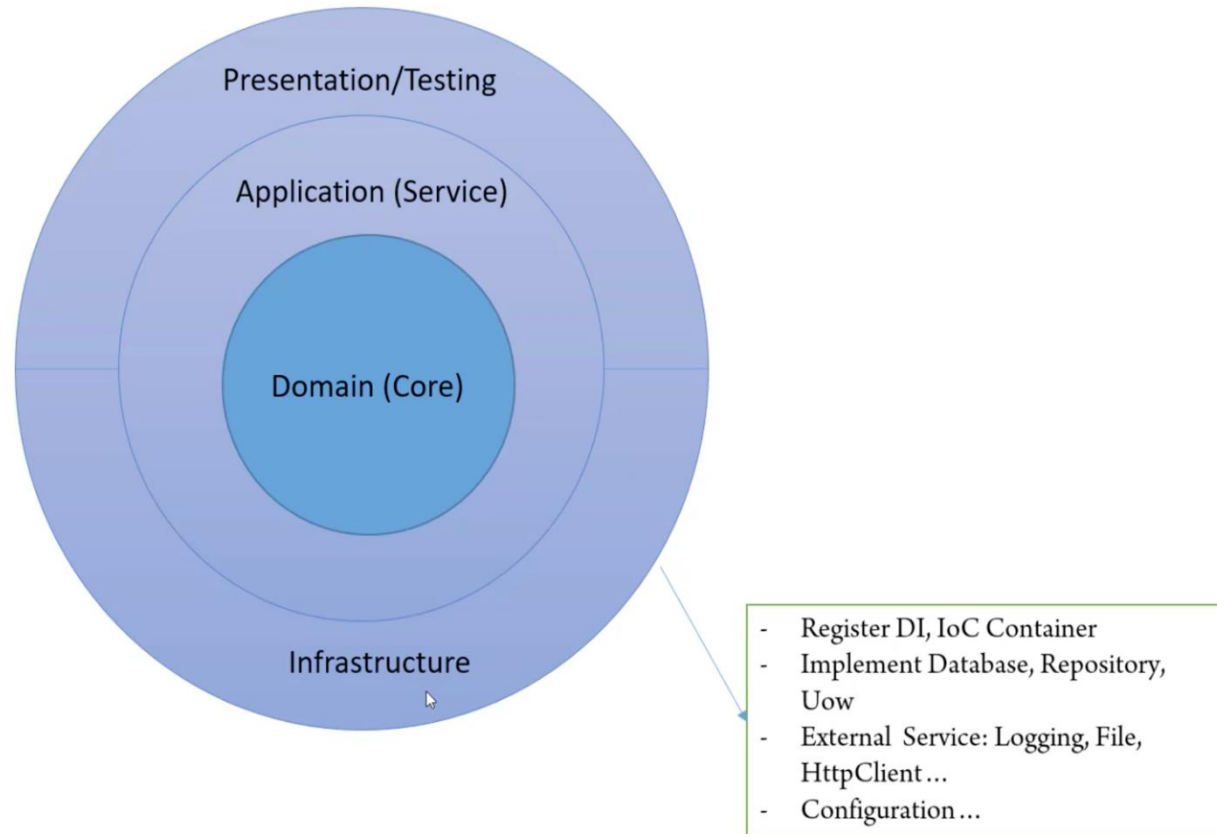 Presentation/Testing
Application (Service)
Domain (Core)
Infrastructure
- Register DI, IoC Container
- Implement Database, Repository,
Uow
- External Service: Logging, File,
HttpClient...
- Configuration...